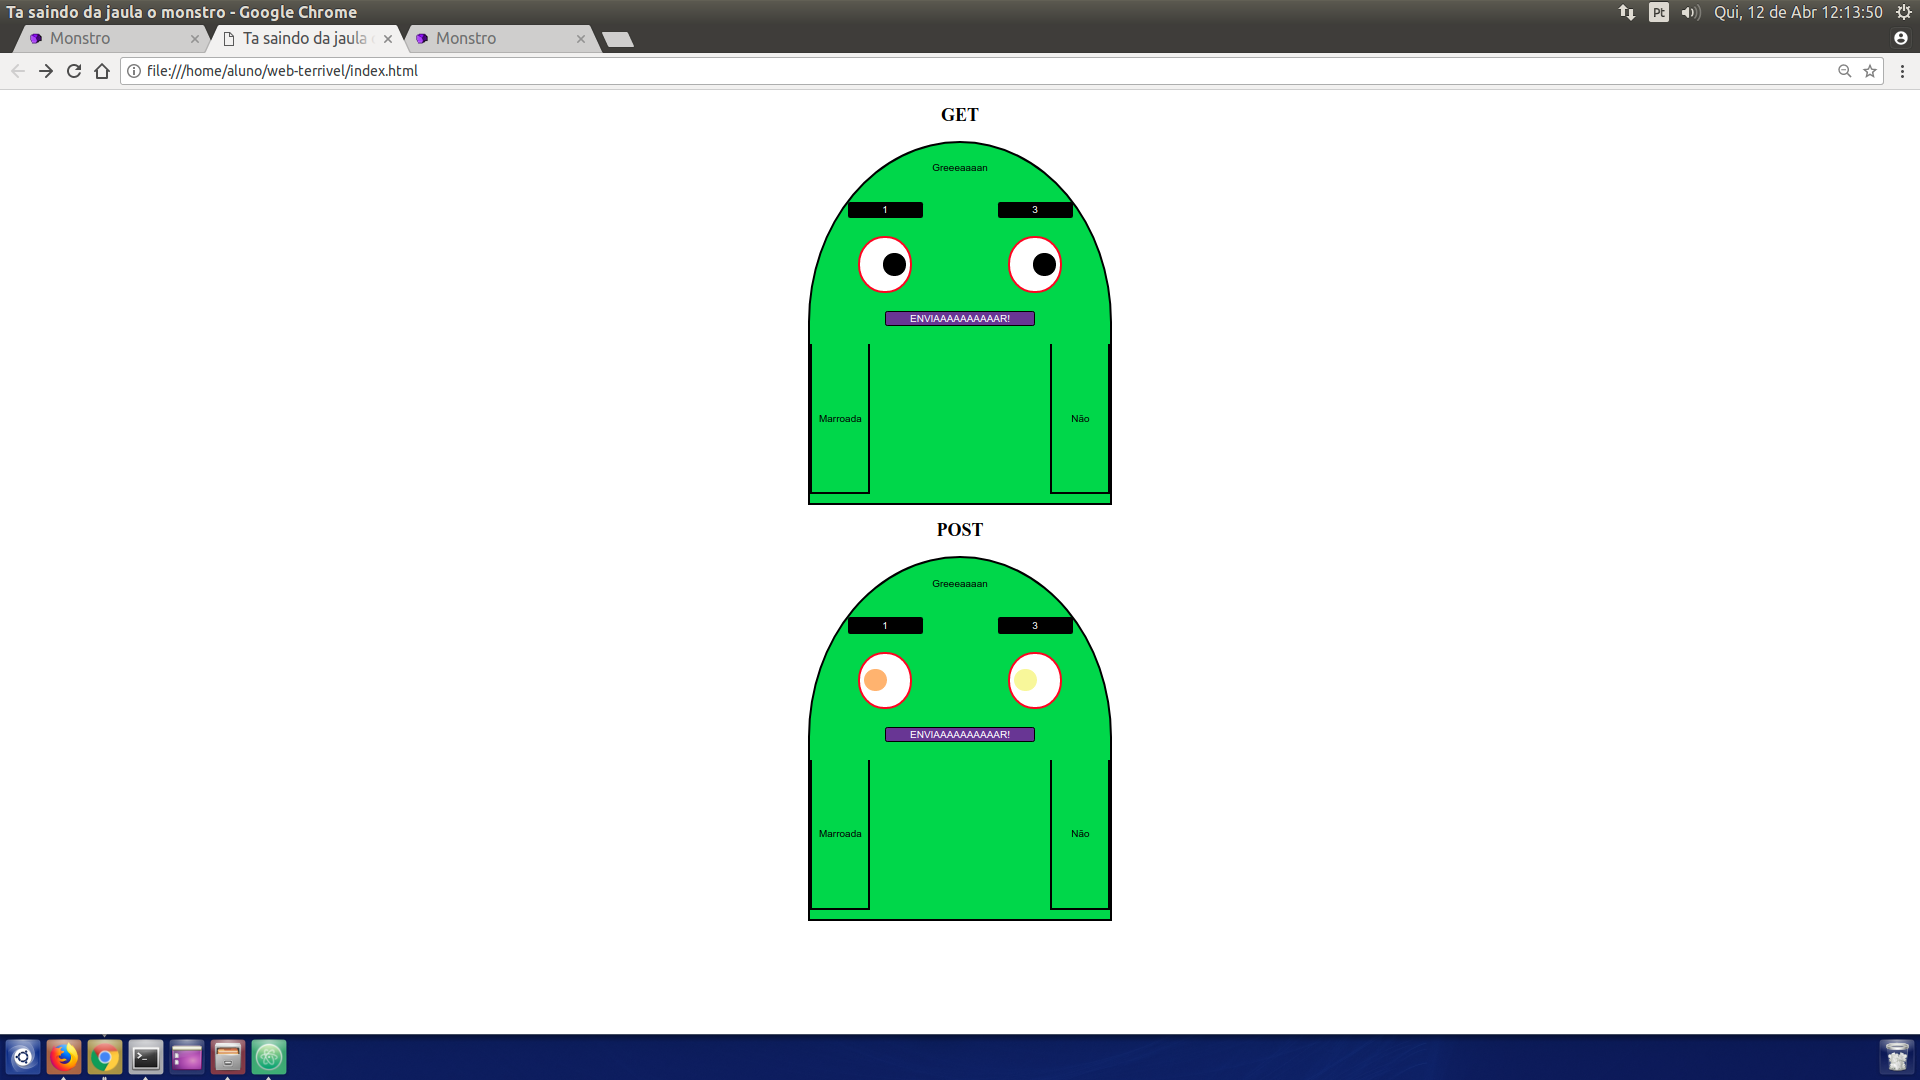 Ta saindo da jaula o monstro - Google Chrome
Pt
Qui, 12 de Abr 12:13:50
Monstro
Ta saindo da jaula
Monstro
file:///home/aluno/web-terrivel/index.html
GET
Greeeaaaan
1
3
ENVIAAAAAAAAAAR!
Marroada
Não
POST
Greeeaaaan
1
3
ENVIAAAAAAAAAAR!
Marroada
Não